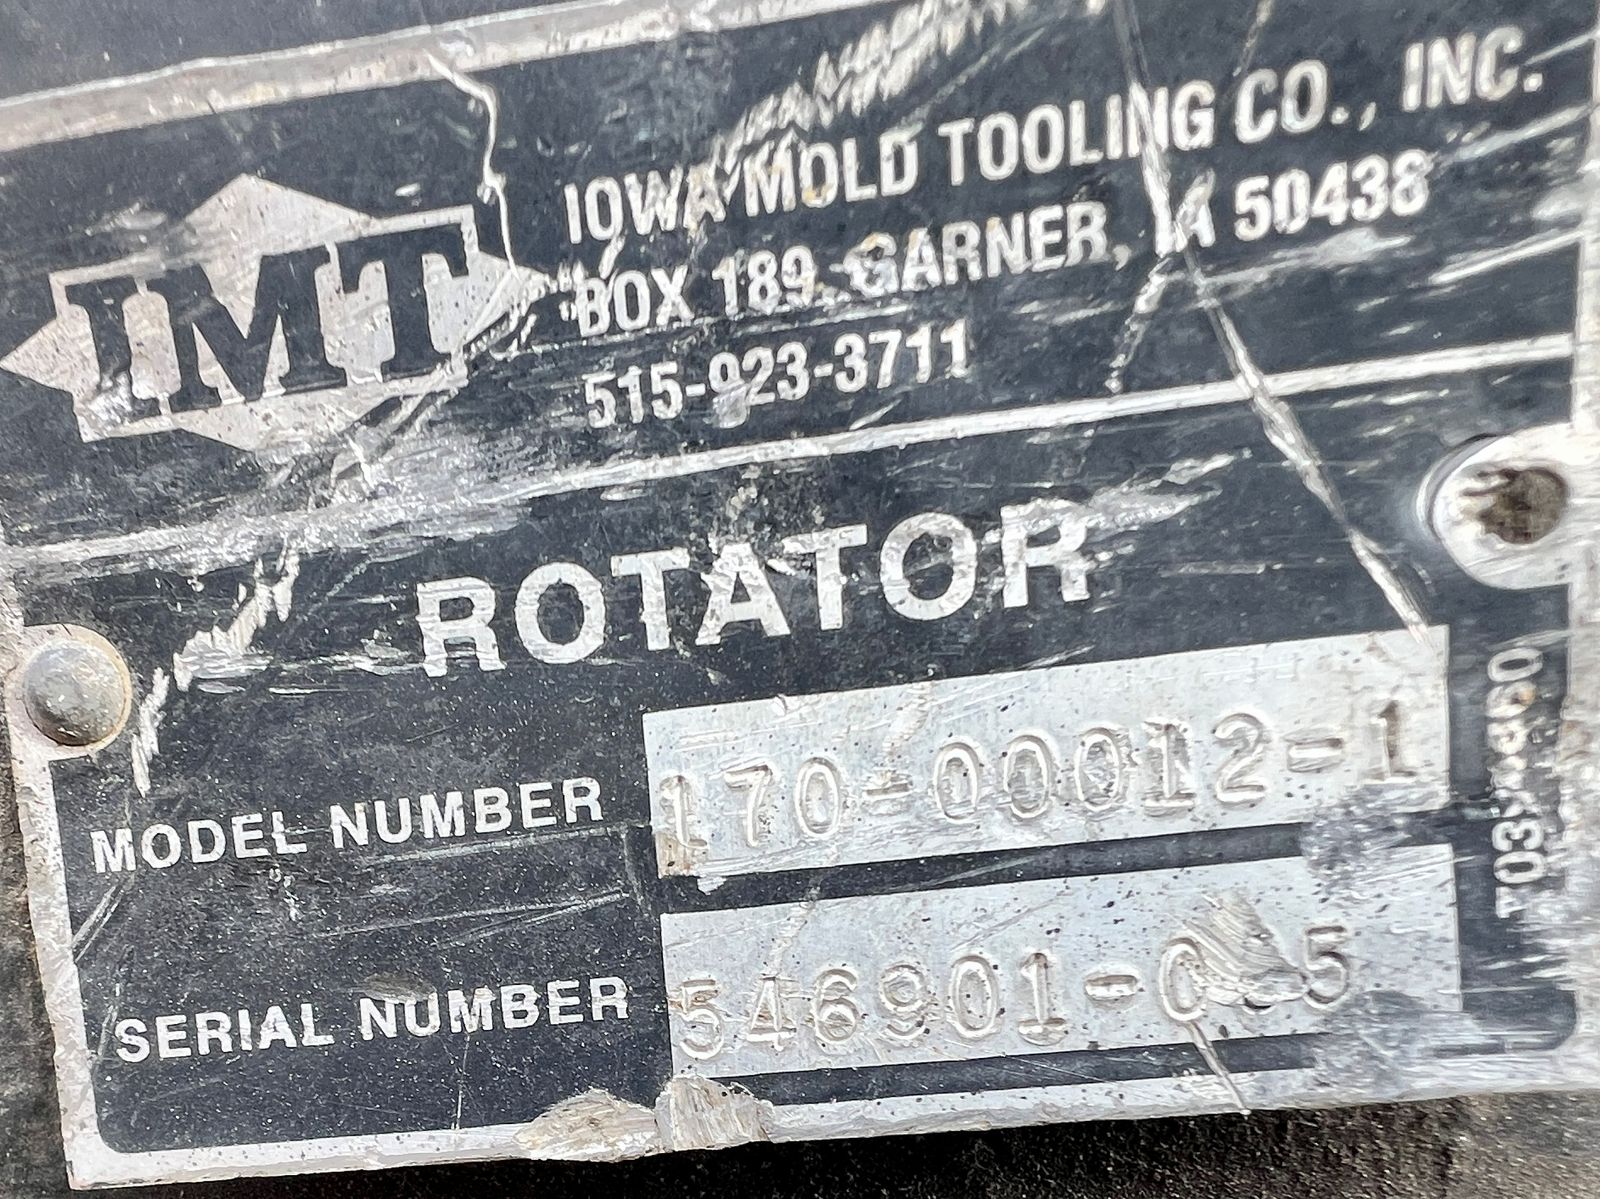 IMT
IOWA MOLD TOOLING CO., INC.
BOX 189, GARNER, IA 50438
515-923-3711
ROTATOR
MODEL NUMBER 170-00012-1
SERIAL NUMBER